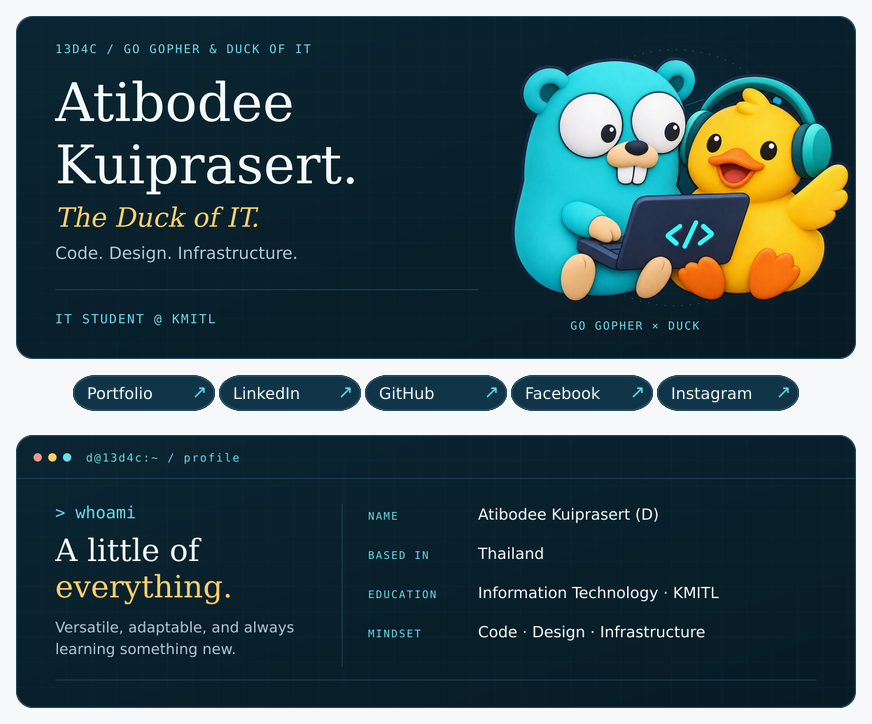 13D4C / GO GOPHER & DUCK OF IT
Atibodee
Kuiprasert.
The Duck of IT.
Code. Design. Infrastructure.
IT STUDENT @ KMITL
</>
GO GOPHER × DUCK
Portfolio ↗
LinkedIn ↗
GitHub ↗
Facebook ↗
Instagram ↗
d@13d4c:~ / profile
> whoami
A little of
everything.
Versatile, adaptable, and always
learning something new.
NAME Atibodee Kuiprasert (D)
BASED IN Thailand
EDUCATION Information Technology · KMITL
MINDSET Code · Design · Infrastructure